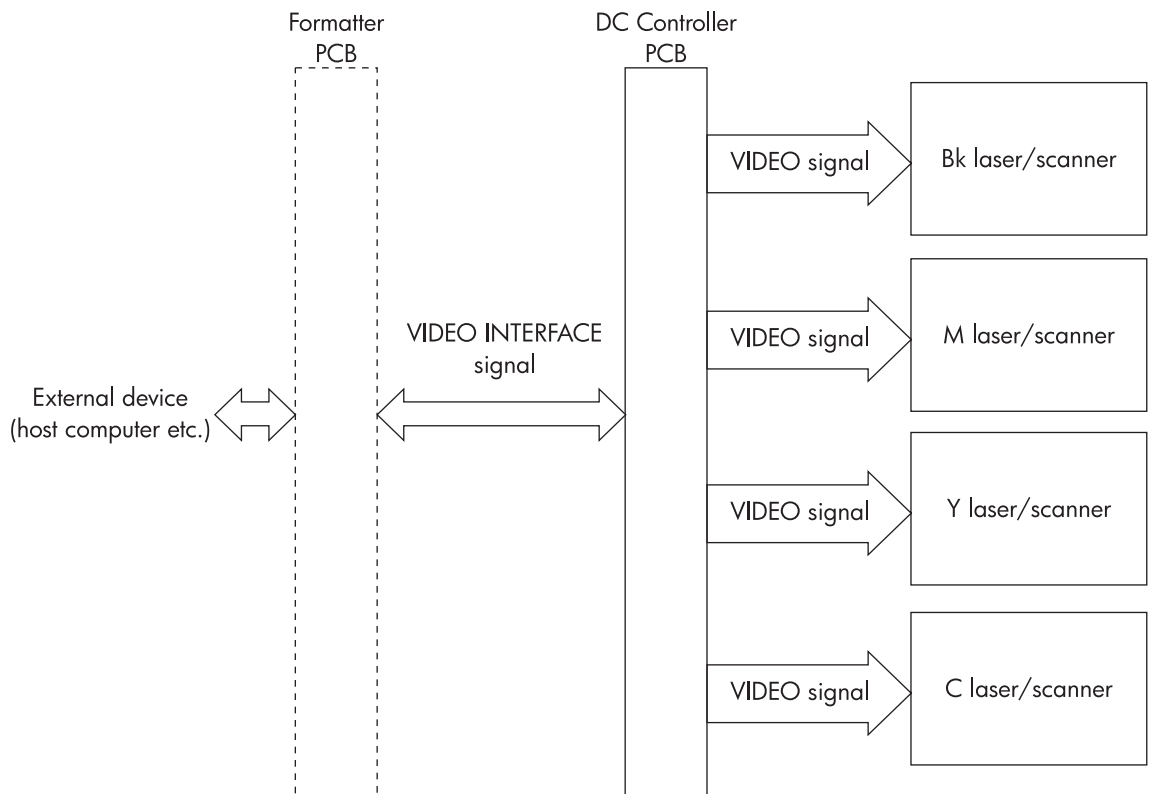 Formatter
PCB
DC Controller
PCB
VIDEO signal
Bk laser/scanner
VIDEO signal
M laser/scanner
VIDEO INTERFACE
signal
External device
(host computer etc.)
VIDEO signal
Y laser/scanner
VIDEO signal
C laser/scanner